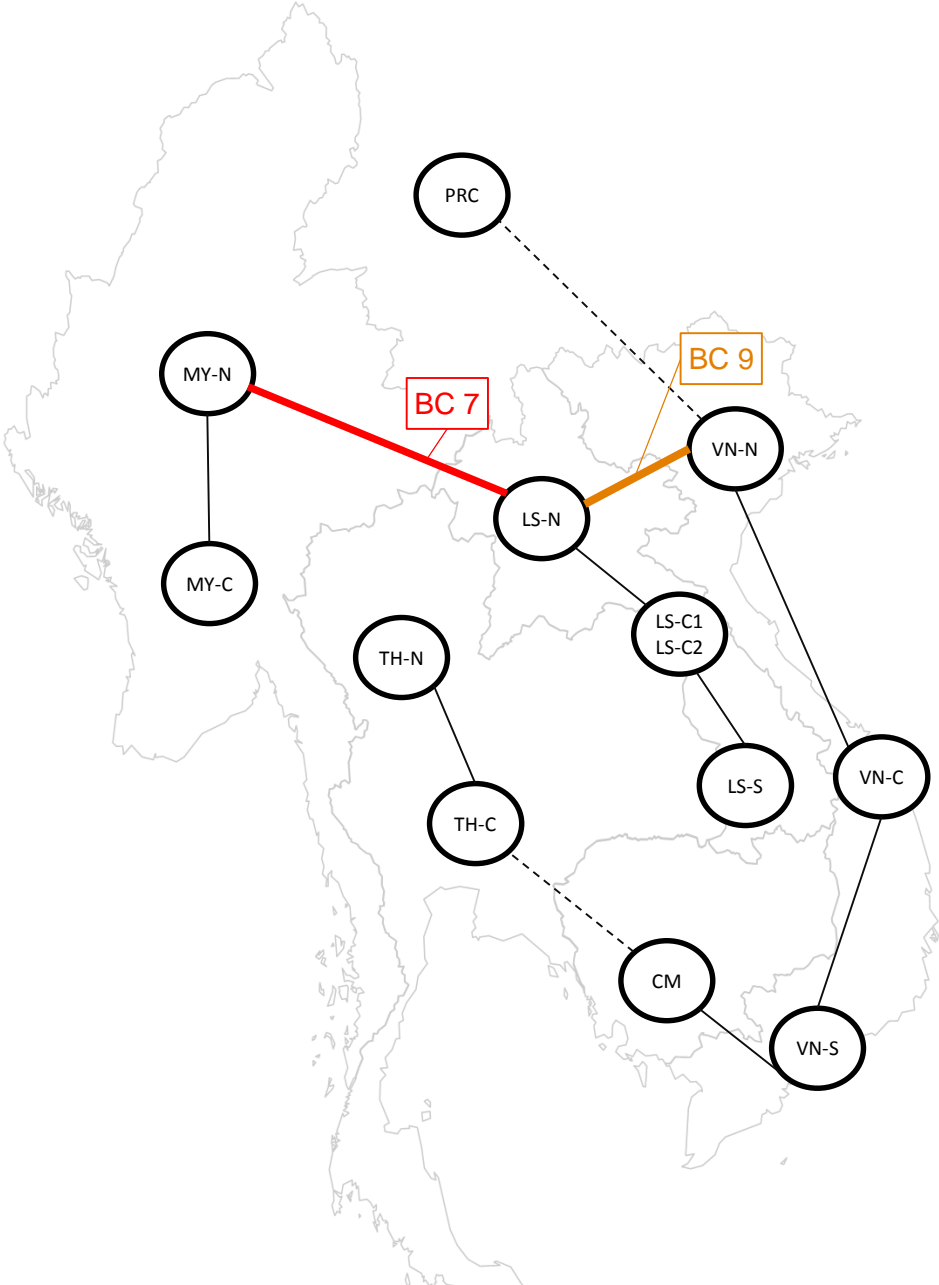 PRC
BC 9
MY-N
BC 7
VN-N
LS-N
MY-C
LS-C1
LS-C2
TH-N
VN-C
LS-S
TH-C
CM
VN-S